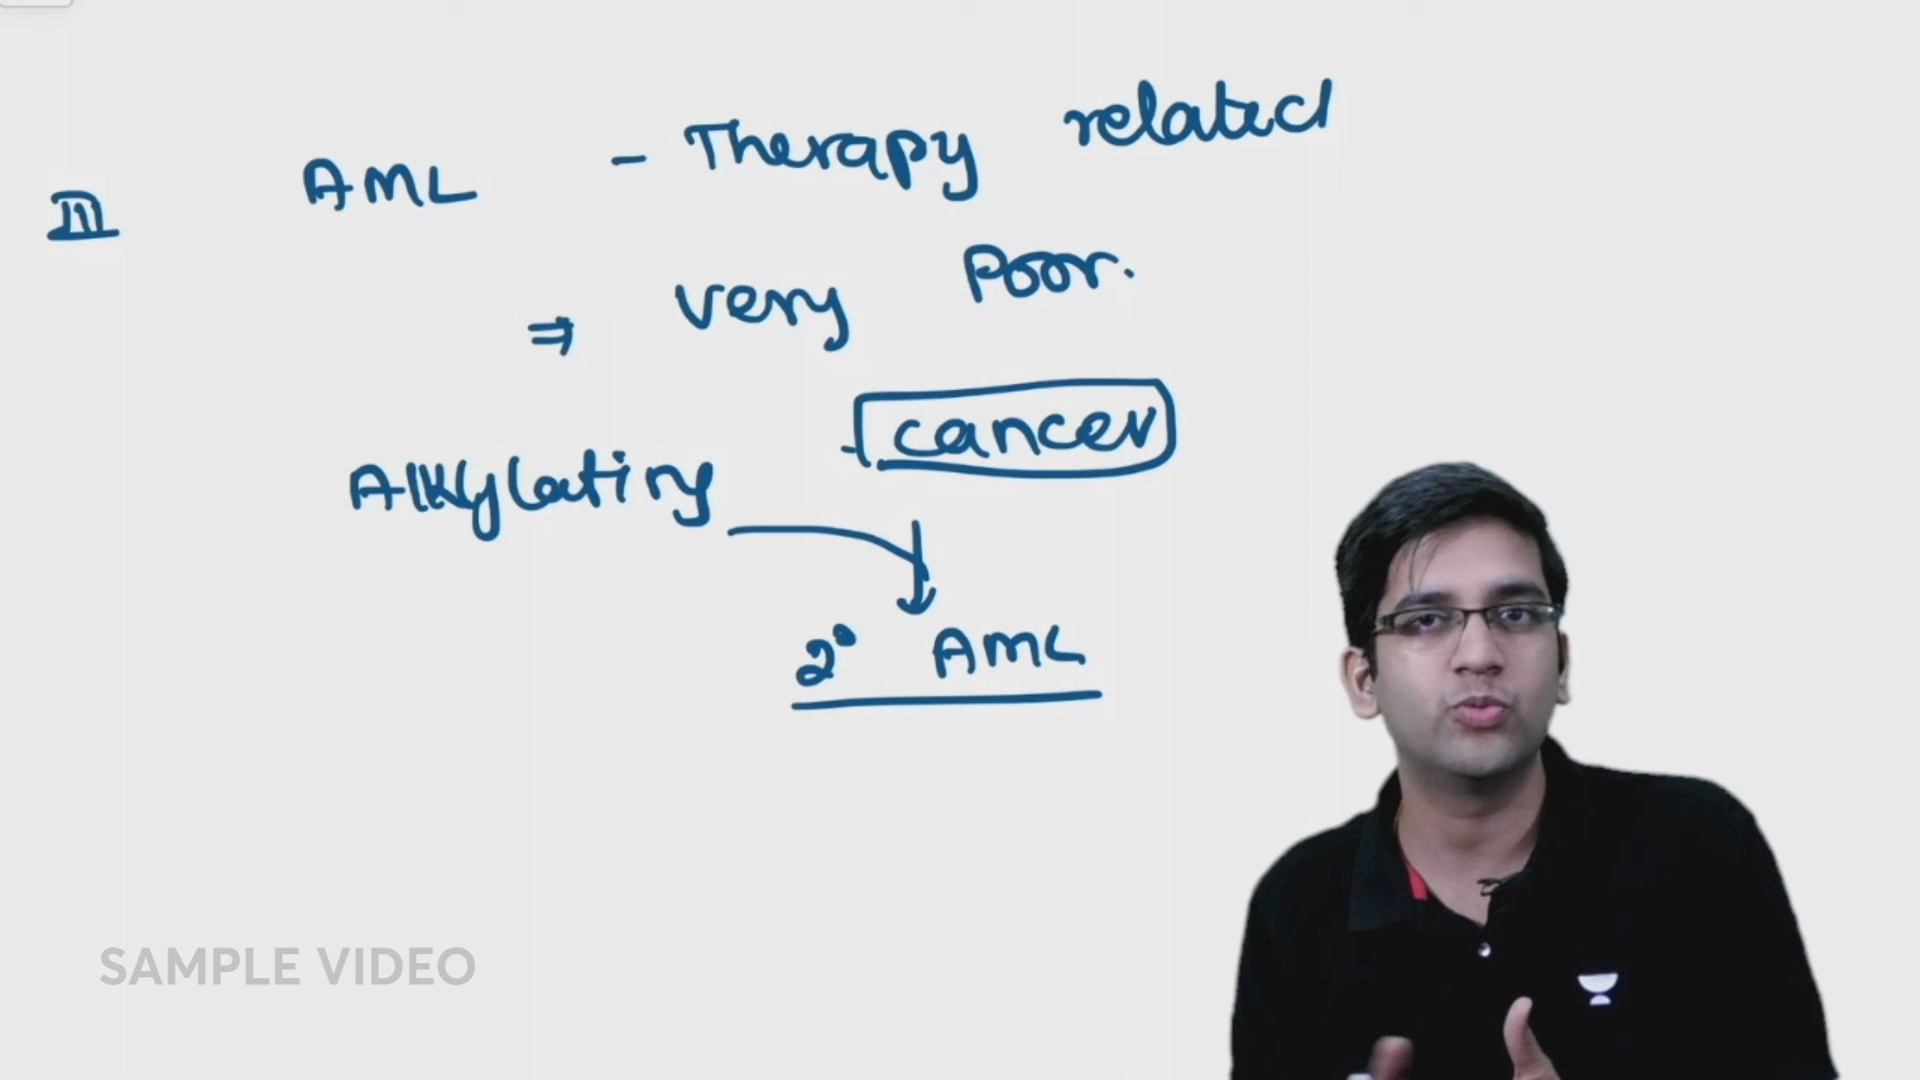 III AML - Therapy related
⇒ very Poor.
cancer
Alkylating
2° AML
SAMPLE VIDEO